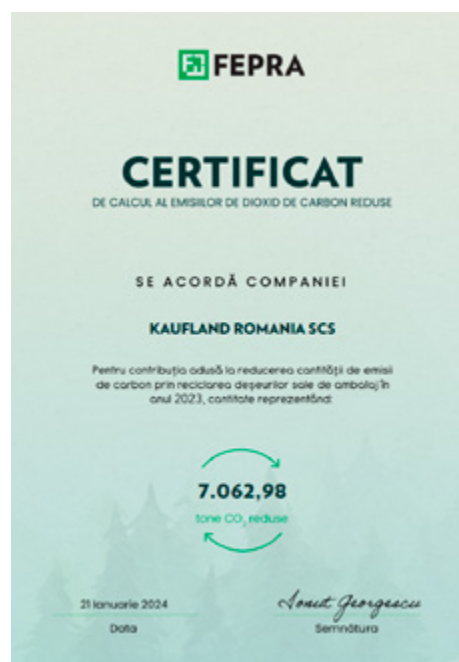 FEPRA
CERTIFICAT
DE CALCUL AL EMISIILOR DE DIOXID DE CARBON REDUSE
SE ACORDĂ COMPANIEI
KAUFLAND ROMANIA SCS
Pentru contribuția adusă la reducerea cantității de emisii
de carbon prin reciclarea deșeurilor sale de ambalaj în
anul 2023, cantitate reprezentând:
7.062,98
tone CO₂ reduse
21 Ianuarie 2024
Ionut Georgescu
Data
Semnătura